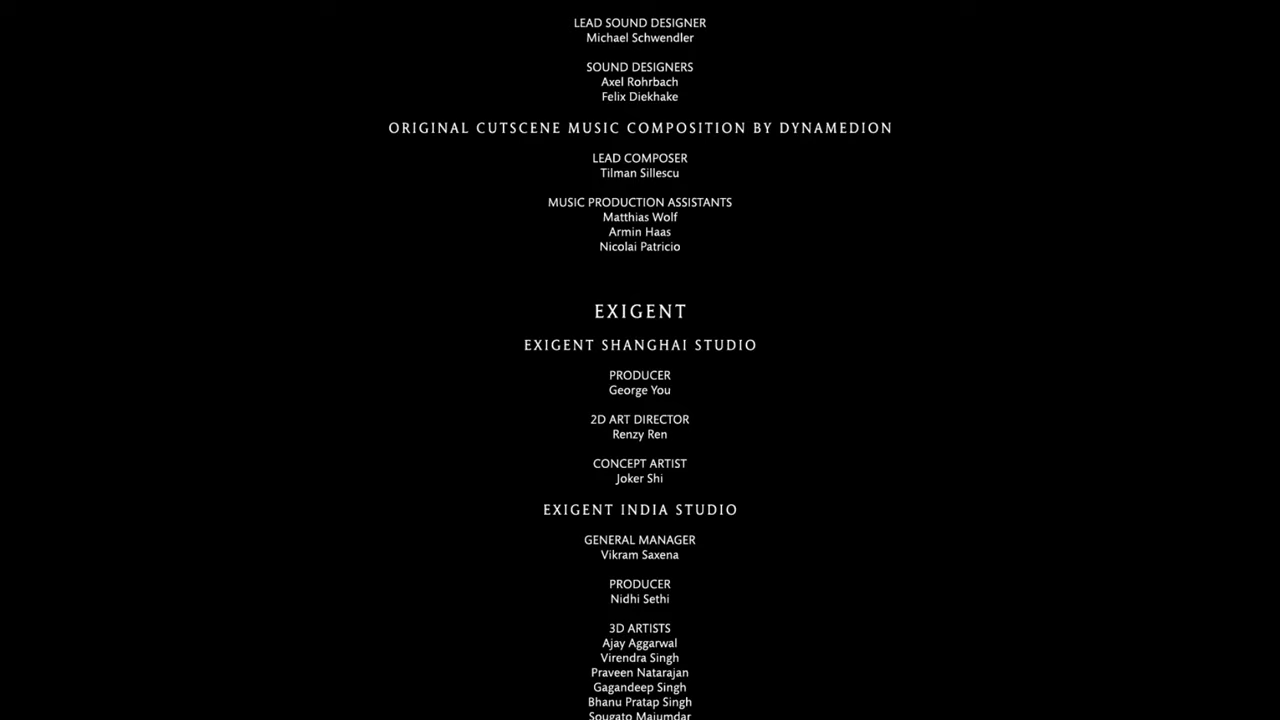 LEAD SOUND DESIGNER
Michael Schwendler
SOUND DESIGNERS
Axel Rohrbach
Felix Diekhake
ORIGINAL CUTSCENE MUSIC COMPOSITION BY DYNAMEDION
LEAD COMPOSER
Tilman Sillescu
MUSIC PRODUCTION ASSISTANTS
Matthias Wolf
Armin Haas
Nicolai Patricio
EXIGENT
EXIGENT SHANGHAI STUDIO
PRODUCER
George You
2D ART DIRECTOR
Renzy Ren
CONCEPT ARTIST
Joker Shi
EXIGENT INDIA STUDIO
GENERAL MANAGER
Vikram Saxena
PRODUCER
Nidhi Sethi
3D ARTISTS
Ajay Aggarwal
Virendra Singh
Praveen Natarajan
Gagandeep Singh
Bhanu Pratap Singh
Sougato Majumdar